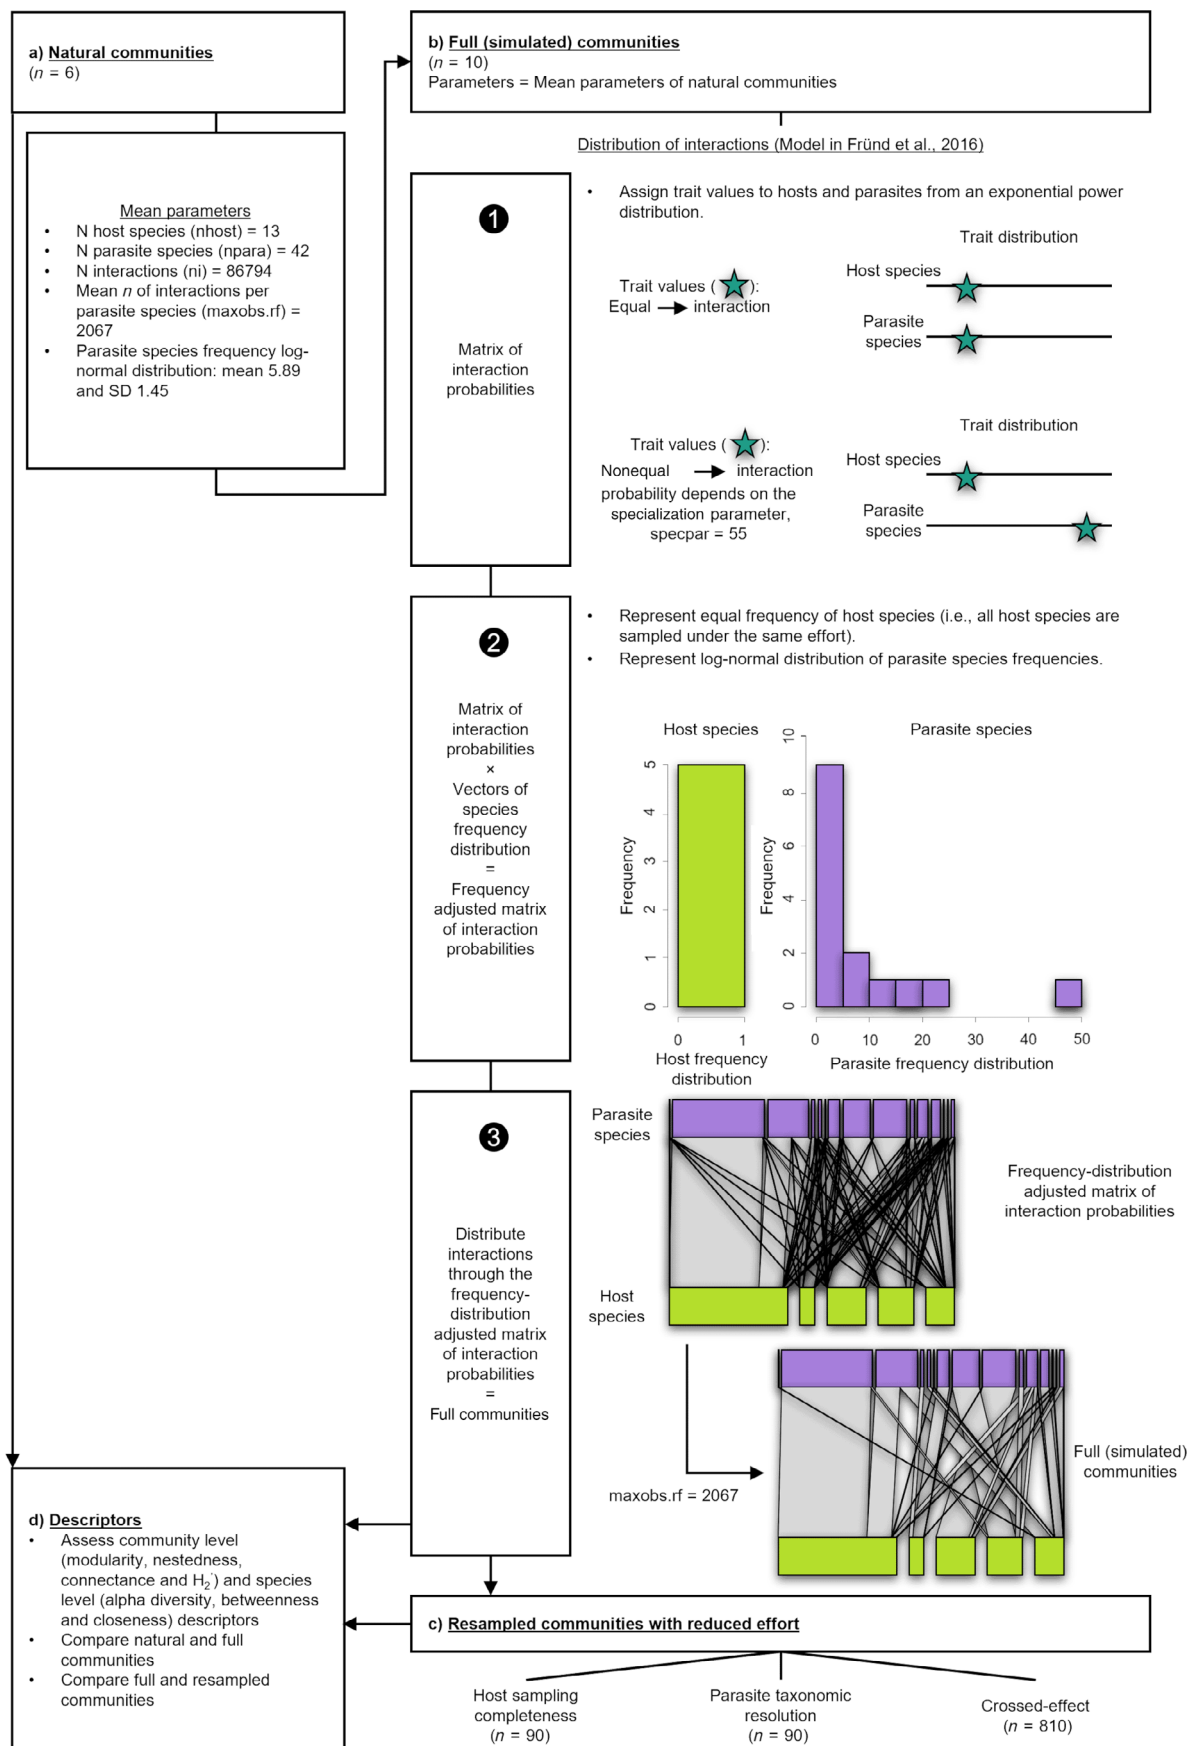 a) Natural communities
(n = 6)
Mean parameters
• N host species (nhost) = 13
• N parasite species (npara) = 42
• N interactions (ni) = 86794
• Mean n of interactions per
parasite species (maxobs.rf) =
2067
• Parasite species frequency log-
normal distribution: mean 5.89
and SD 1.45
b) Full (simulated) communities
(n = 10)
Parameters = Mean parameters of natural communities
Distribution of interactions (Model in Fründ et al., 2016)
1
Matrix of
interaction
probabilities
• Assign trait values to hosts and parasites from an exponential power
distribution.
Trait values ( ):
Equal interaction
Trait distribution
Host species
Parasite
species
Trait values ( ):
Nonequal interaction
probability depends on the
specialization parameter,
specpar = 55
Trait distribution
Host species
Parasite
species
2
Matrix of
interaction
probabilities
×
Vectors of
species
frequency
distribution
=
Frequency
adjusted matrix
of interaction
probabilities
• Represent equal frequency of host species (i.e., all host species are
sampled under the same effort).
• Represent log-normal distribution of parasite species frequencies.
Host species
Frequency
5
4
3
2
1
0
0 1
Host frequency
distribution
Parasite species
Frequency
10
8
6
4
2
0
0 10 20 30 40 50
Parasite frequency distribution
3
Distribute
interactions
through the
frequency-
distribution
adjusted matrix
of interaction
probabilities
=
Full communities
Parasite
species
Host
species
Frequency-distribution
adjusted matrix of
interaction probabilities
maxobs.rf = 2067
Full (simulated)
communities
d) Descriptors
• Assess community level
(modularity, nestedness,
connectance and H2') and species
level (alpha diversity, betweenness
and closeness) descriptors
• Compare natural and full
communities
• Compare full and resampled
communities
c) Resampled communities with reduced effort
Host sampling
completeness
(n = 90)
Parasite taxonomic
resolution
(n = 90)
Crossed-effect
(n = 810)